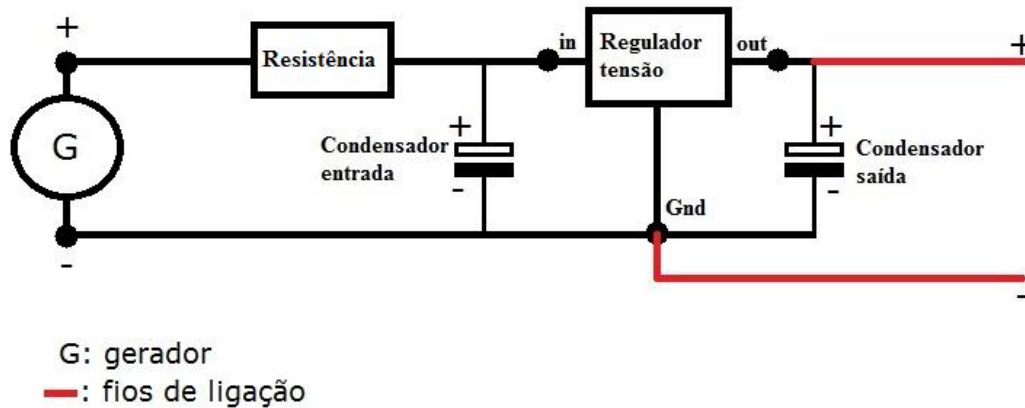 +
Resistência
in
Regulador
tensão
out
+
G
Condensador
entrada
+
-
+
-
Condensador
saída
Gnd
-
-
G: gerador
: fios de ligação